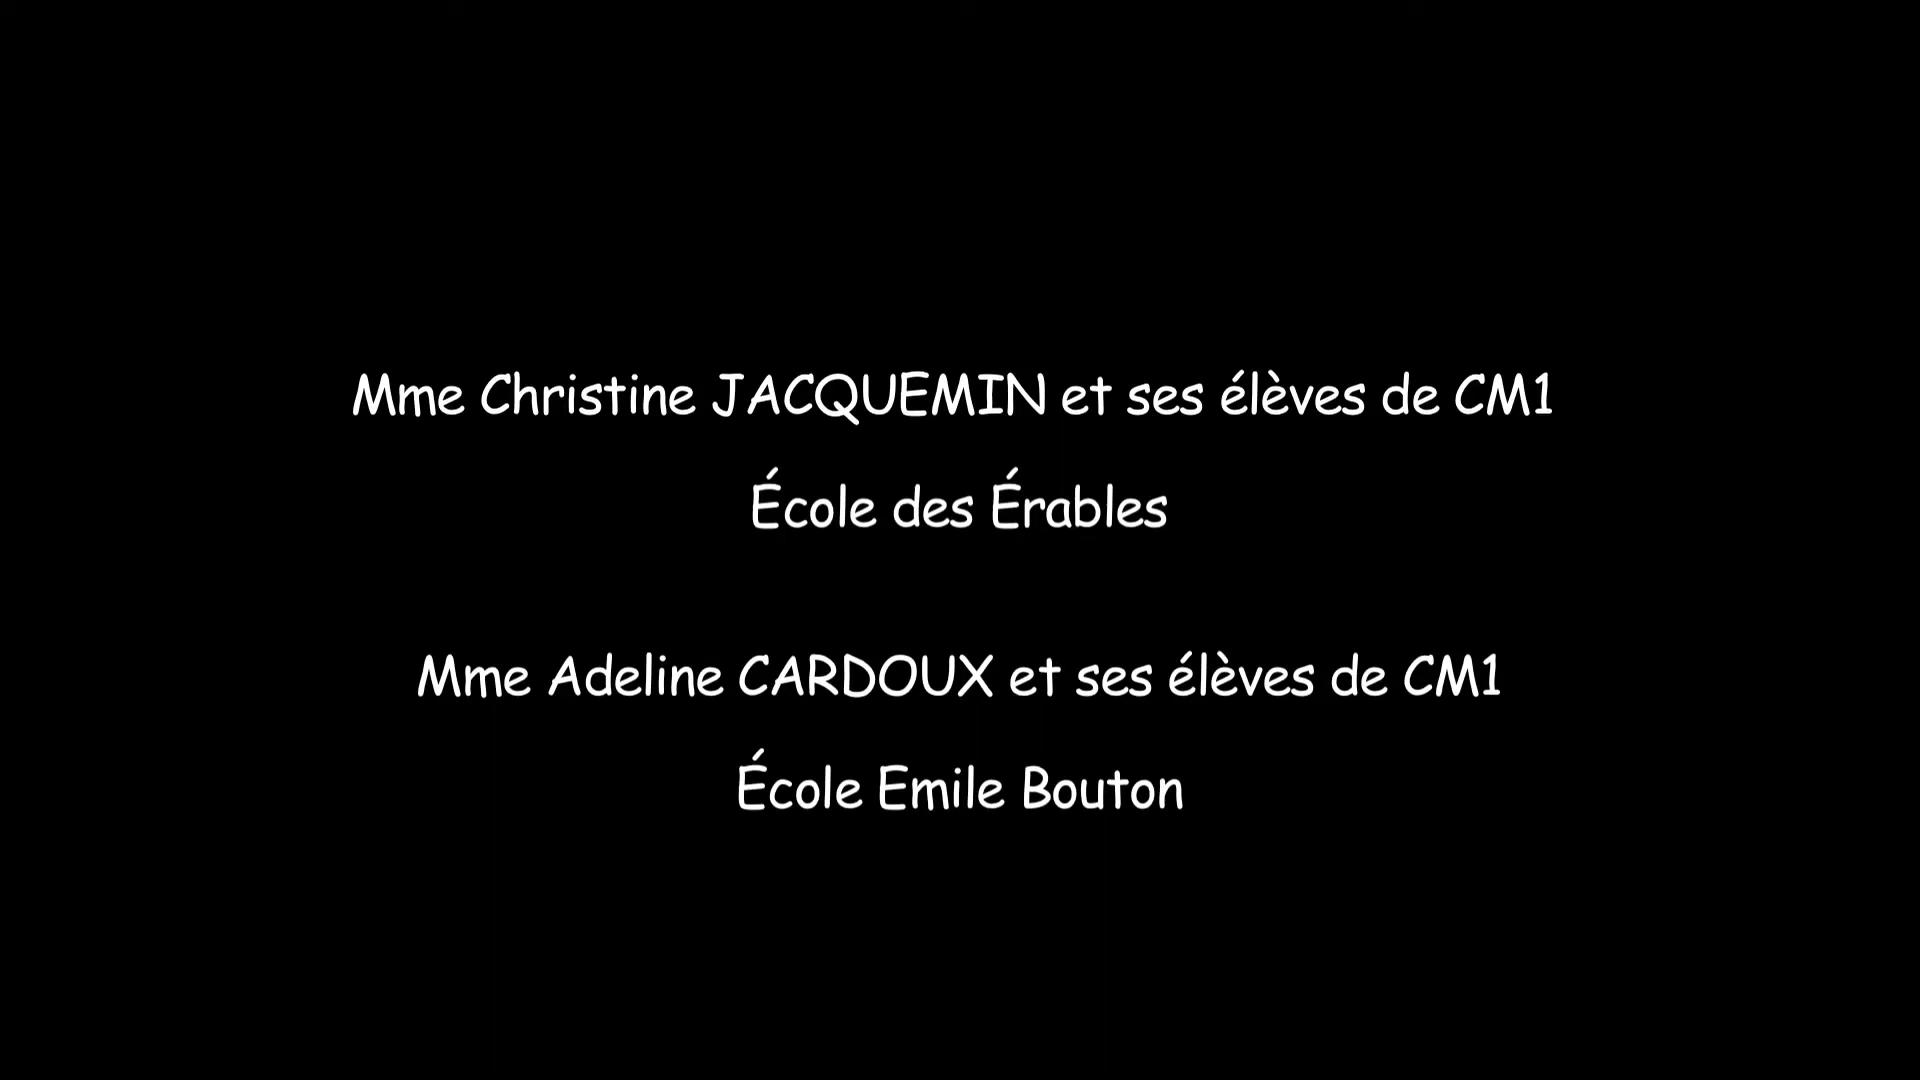 Mme Christine JACQUEMIN et ses élèves de CM1
École des Érables
Mme Adeline CARDOUX et ses élèves de CM1
École Emile Bouton